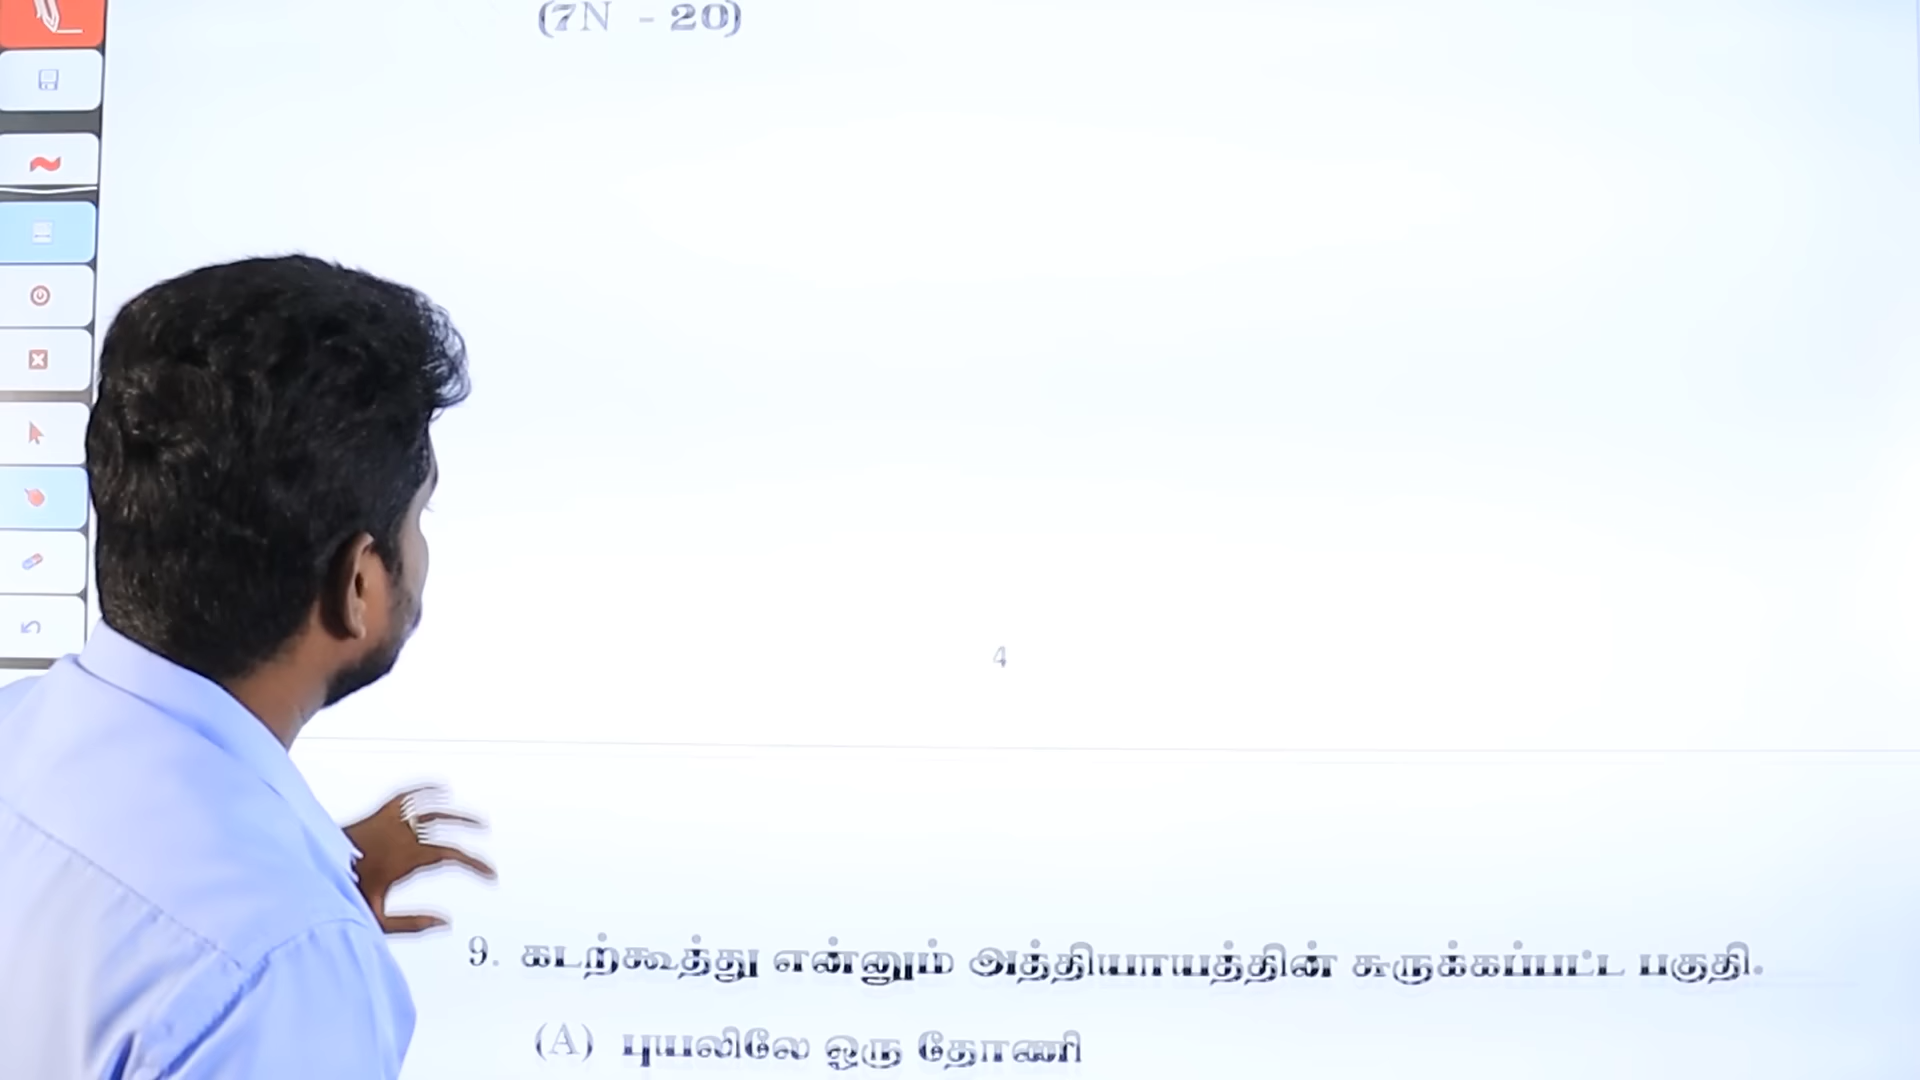 (7N - 20)
4
9. கடற்கூத்து என்னும் அத்தியாயத்தின் சுருக்கப்பட்ட பகுதி.
(A) புயலிலே ஒரு தோணி